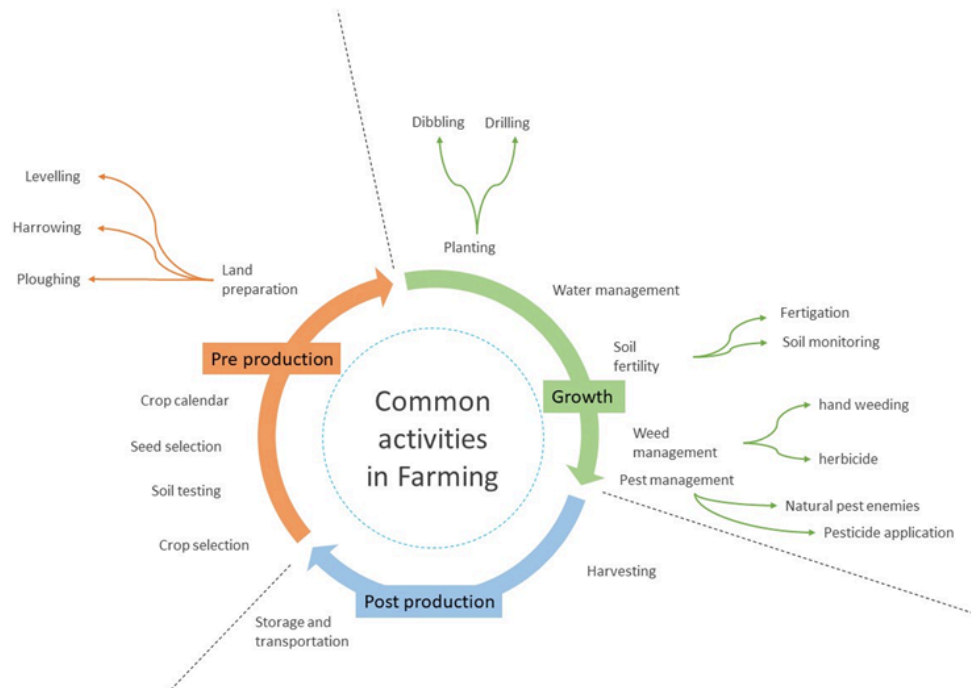 Dibbling
Drilling
Levelling
Harrowing
Ploughing
Planting
Land
preparation
Water management
Fertigation
Soil monitoring
Soil
fertility
Pre production
Growth
Common
activities
in Farming
Crop calendar
Seed selection
Soil testing
Crop selection
hand weeding
Weed
management
herbicide
Pest management
Natural pest enemies
Pesticide application
Harvesting
Post production
Storage and
transportation